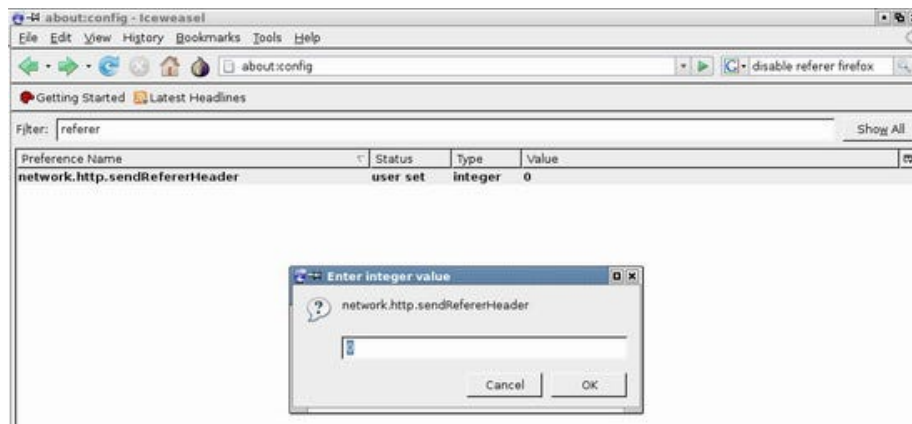 about:config - Iceweasel
File Edit View History Bookmarks Tools Help
about:config disable referer firefox
Getting Started Latest Headlines
Filter: referer Show All
Preference Name Status Type Value
network.http.sendRefererHeader user set integer 0
Enter integer value
network.http.sendRefererHeader
0
Cancel OK